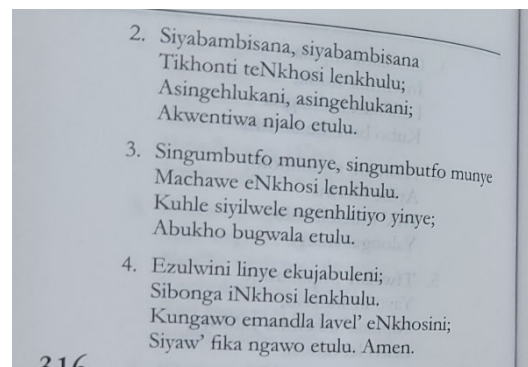 2. Siyabambisana, siyabambisana
Tikhonti teNkhosi lenkhulu;
Asingehlukani, asingehlukani;
Akwentiwa njalo etulu.
3. Singumbutfo munye, singumbutfo munye
Machawe eNkhosi lenkhulu.
Kuhle siyilwele ngenhlitiyo yinye;
Abukho bugwala etulu.
4. Ezulwini linye ekujabuleni;
Sibonga iNkhosi lenkhulu.
Kungawo emandla lavel' eNkhosini;
Siyaw' fika ngawo etulu. Amen.
316